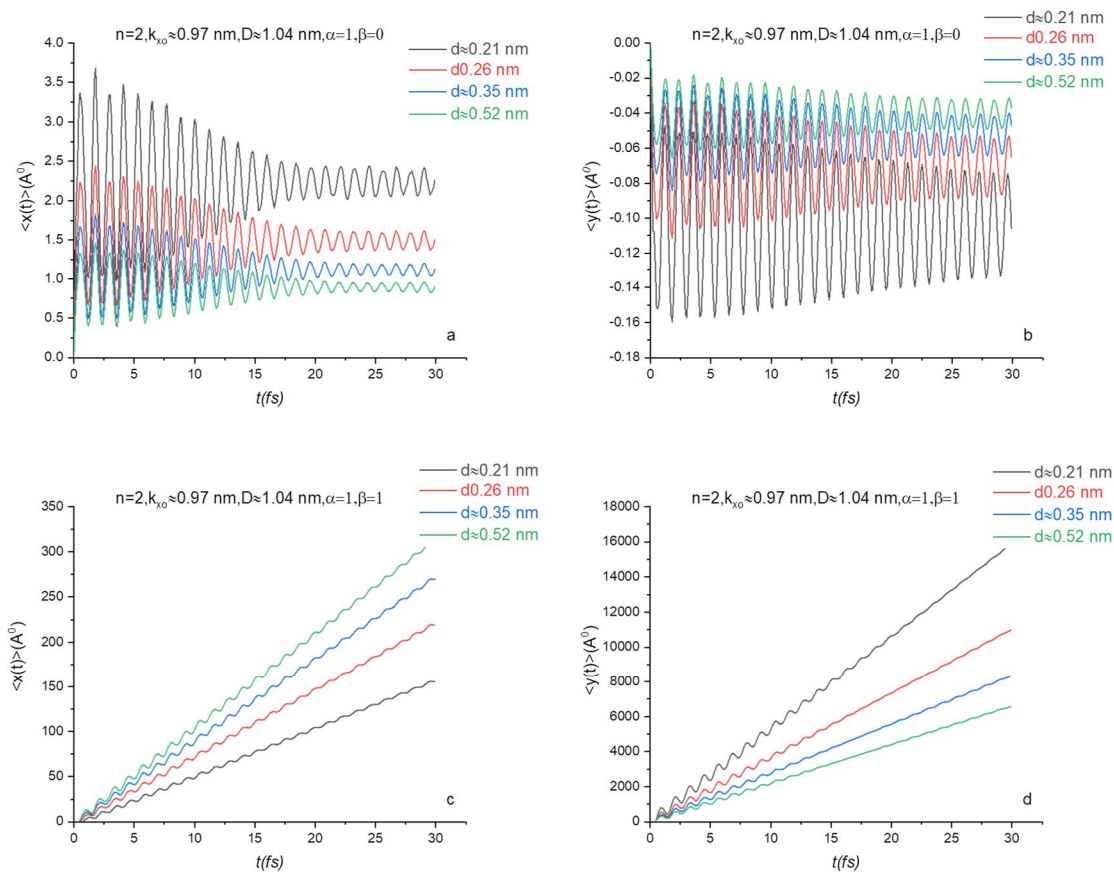 n=2,kxo≈0.97 nm,D≈1.04 nm,α=1,β=0
d≈0.21 nm
d0.26 nm
d≈0.35 nm
d≈0.52 nm
4.0
3.5
3.0
2.5
2.0
1.5
1.0
0.5
0.0
<x(t)>(A⁰)
0 5 10 15 20 25 30
t(fs)
a
n=2,kxo≈0.97 nm,D≈1.04 nm,α=1,β=0
d≈0.21 nm
d0.26 nm
d≈0.35 nm
d≈0.52 nm
0.00
-0.02
-0.04
-0.06
-0.08
-0.10
-0.12
-0.14
-0.16
-0.18
<y(t)>(A⁰)
0 5 10 15 20 25 30
t(fs)
b
n=2,kxo≈0.97 nm,D≈1.04 nm,α=1,β=1
d≈0.21 nm
d0.26 nm
d≈0.35 nm
d≈0.52 nm
350
300
250
200
150
100
50
0
<x(t)>(A⁰)
0 5 10 15 20 25 30
t(fs)
c
n=2,kxo≈0.97 nm,D≈1.04 nm,α=1,β=1
d≈0.21 nm
d0.26 nm
d≈0.35 nm
d≈0.52 nm
18000
16000
14000
12000
10000
8000
6000
4000
2000
0
<y(t)>(A⁰)
0 5 10 15 20 25 30
t(fs)
d